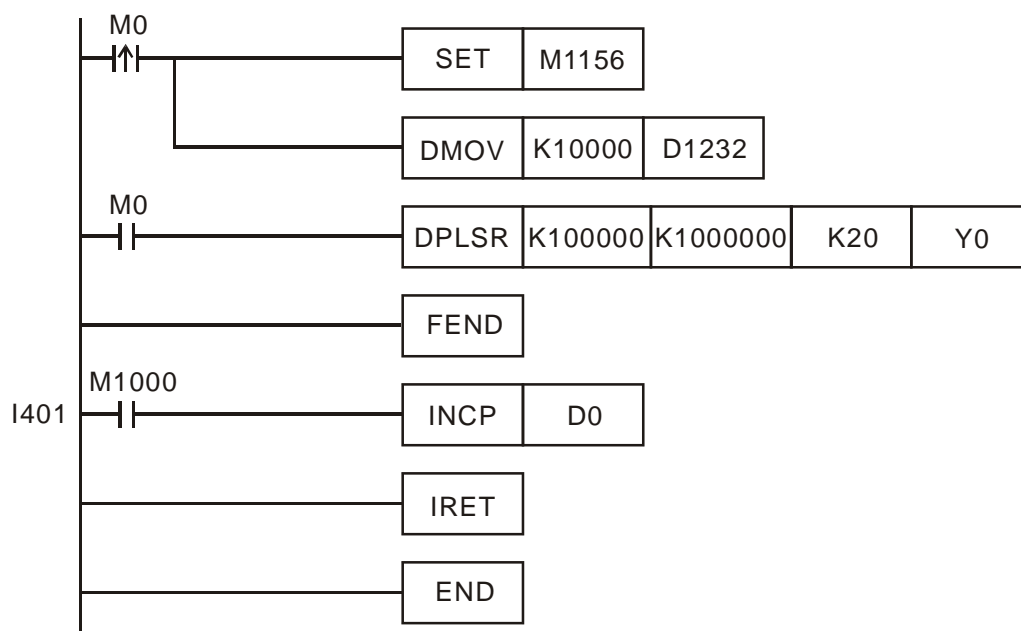 M0
SET M1156
DMOV K10000 D1232
M0
DPLSR K100000 K1000000 K20 Y0
FEND
M1000
I401 INCP D0
IRET
END